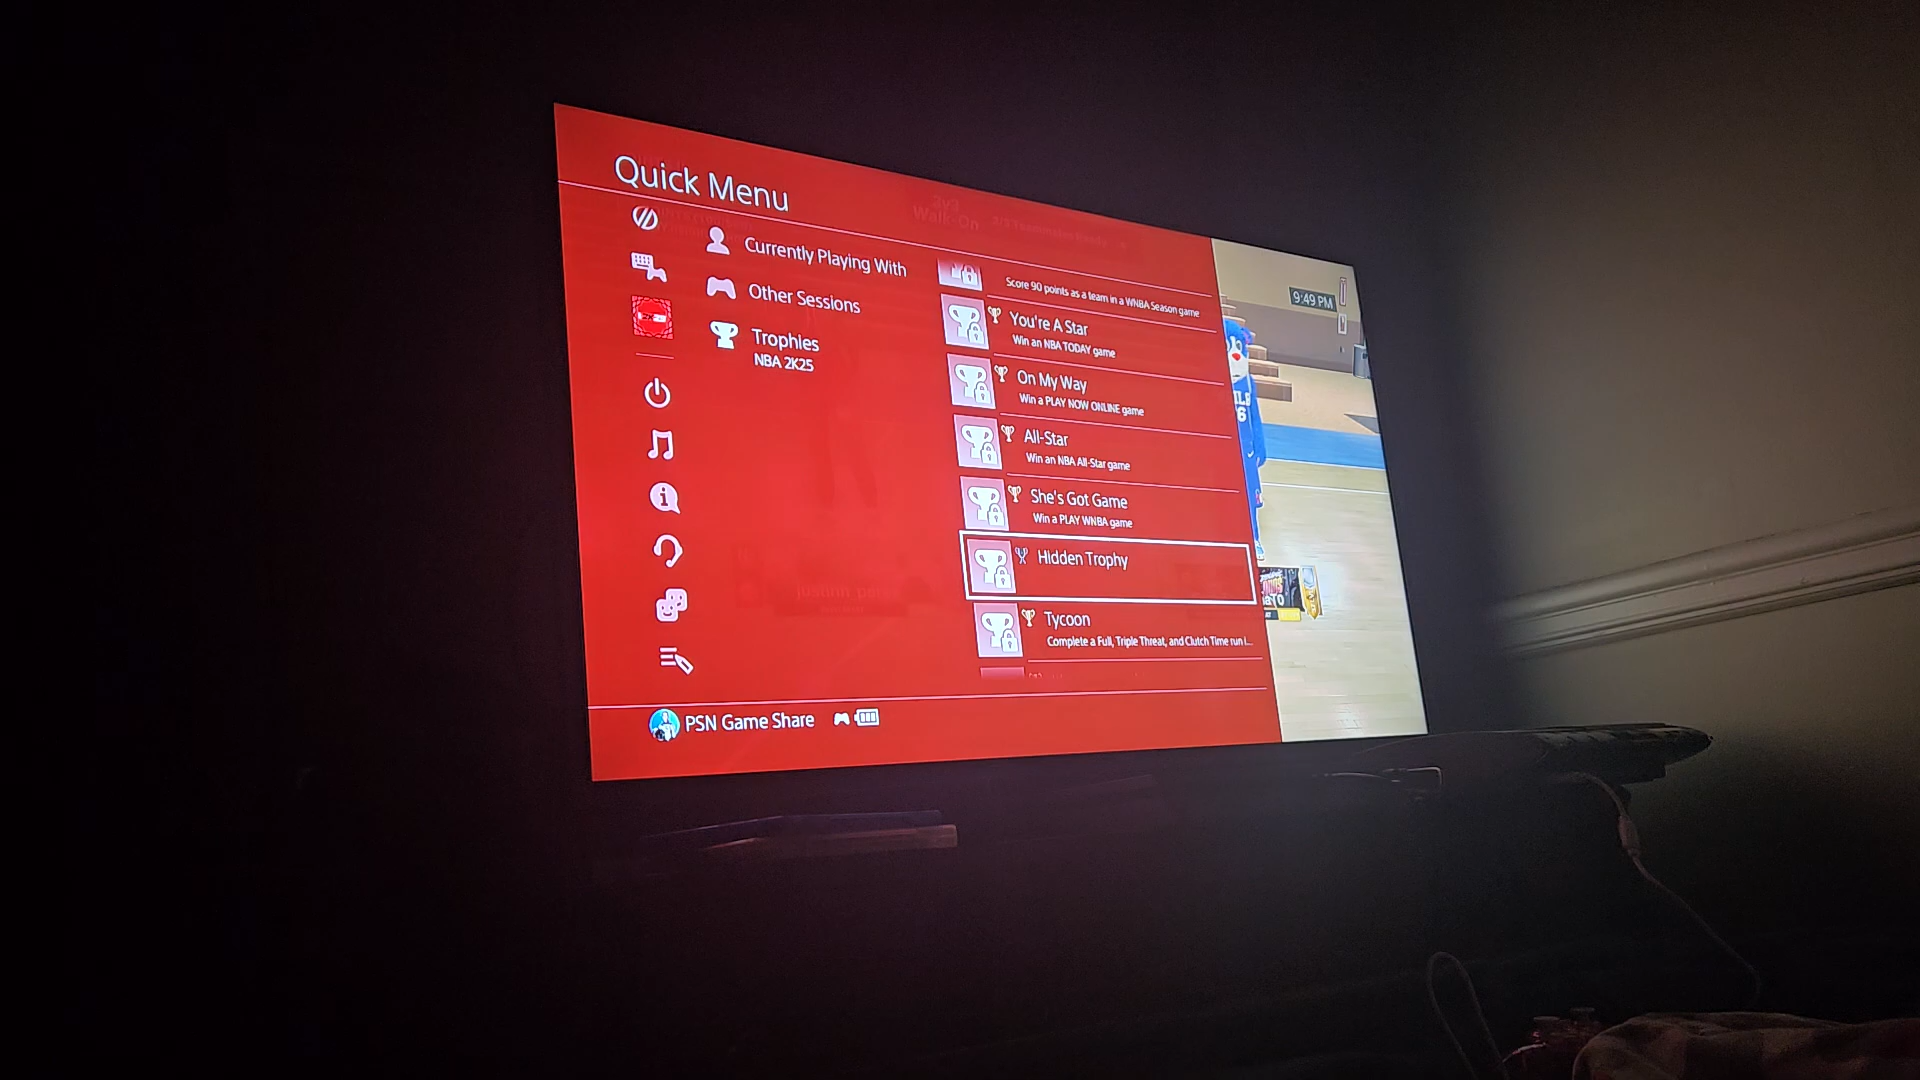 Quick Menu
Currently Playing With
Other Sessions
Trophies
NBA 2K25
Score 90 points as a team in a WNBA Season game
You're A Star
Win an NBA TODAY game
On My Way
Win a PLAY NOW ONLINE game
All-Star
Win an NBA All-Star game
She's Got Game
Win a PLAY WNBA game
Hidden Trophy
Tycoon
Complete a Full, Triple Threat, and Clutch Time run i...
PSN Game Share
2v3
Walk-On
9:49 PM